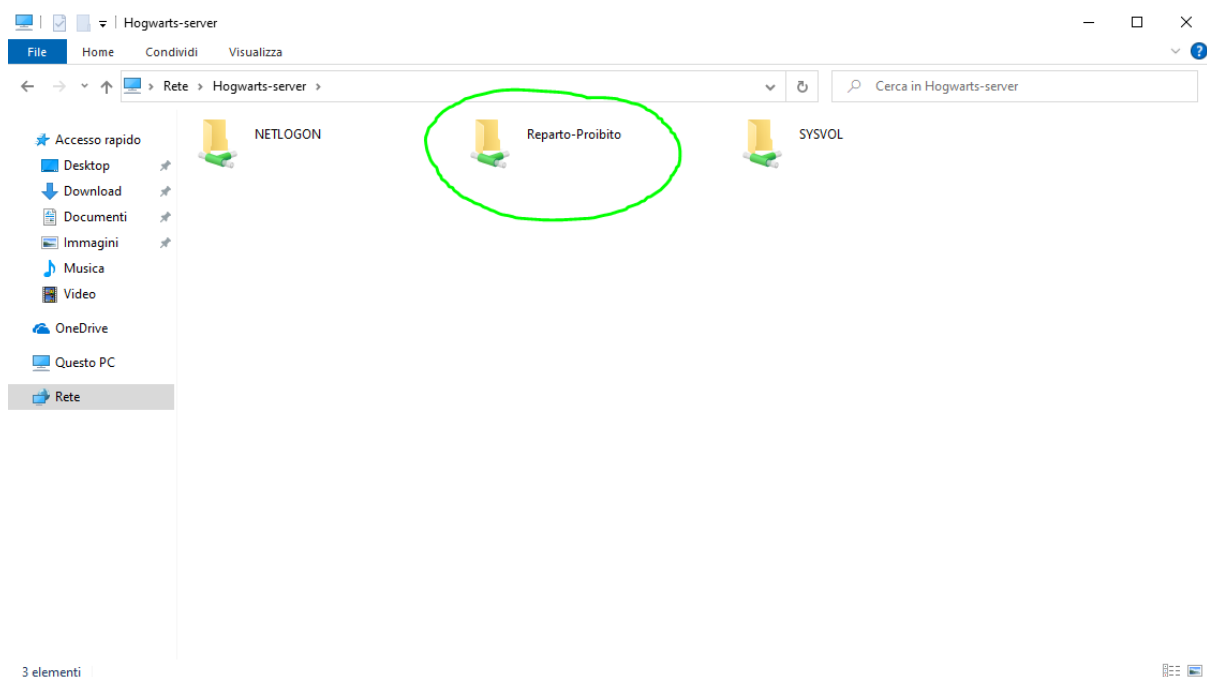 Hogwarts-server
File Home Condividi Visualizza
Rete Hogwarts-server
Cerca in Hogwarts-server
Accesso rapido
Desktop
Download
Documenti
Immagini
Musica
Video
OneDrive
Questo PC
Rete
NETLOGON
Reparto-Proibito
SYSVOL
3 elementi